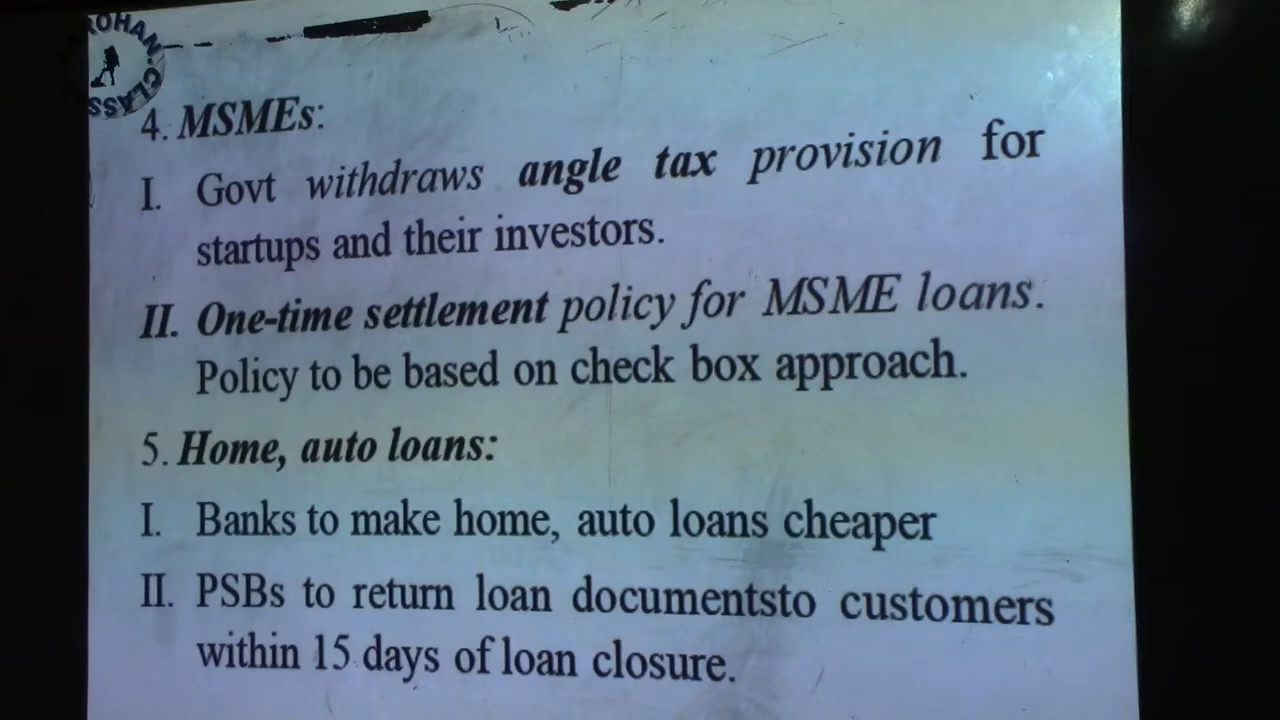 ROHAN CLASS
4. MSMEs:
I. Govt withdraws angle tax provision for
startups and their investors.
II. One-time settlement policy for MSME loans.
Policy to be based on check box approach.
5. Home, auto loans:
I. Banks to make home, auto loans cheaper
II. PSBs to return loan documentsto customers
within 15 days of loan closure.